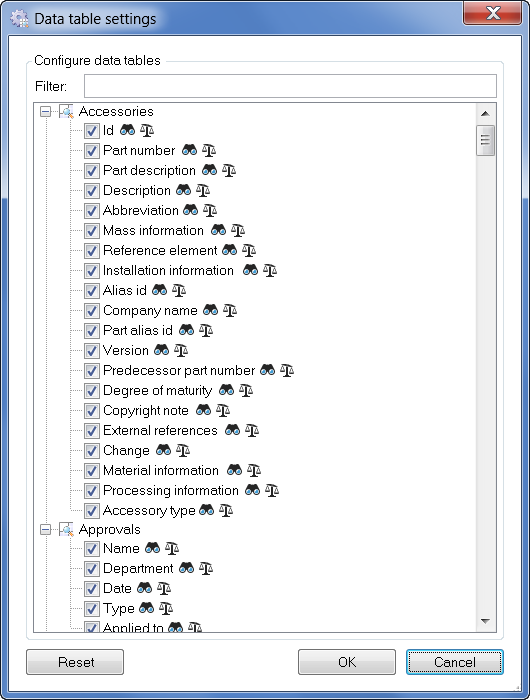 Data table settings
Configure data tables
Filter:
Accessories
Id
Part number
Part description
Description
Abbreviation
Mass information
Reference element
Installation information
Alias id
Company name
Part alias id
Version
Predecessor part number
Degree of maturity
Copyright note
External references
Change
Material information
Processing information
Accessory type
Approvals
Name
Department
Date
Type
Applied to
Reset OK Cancel